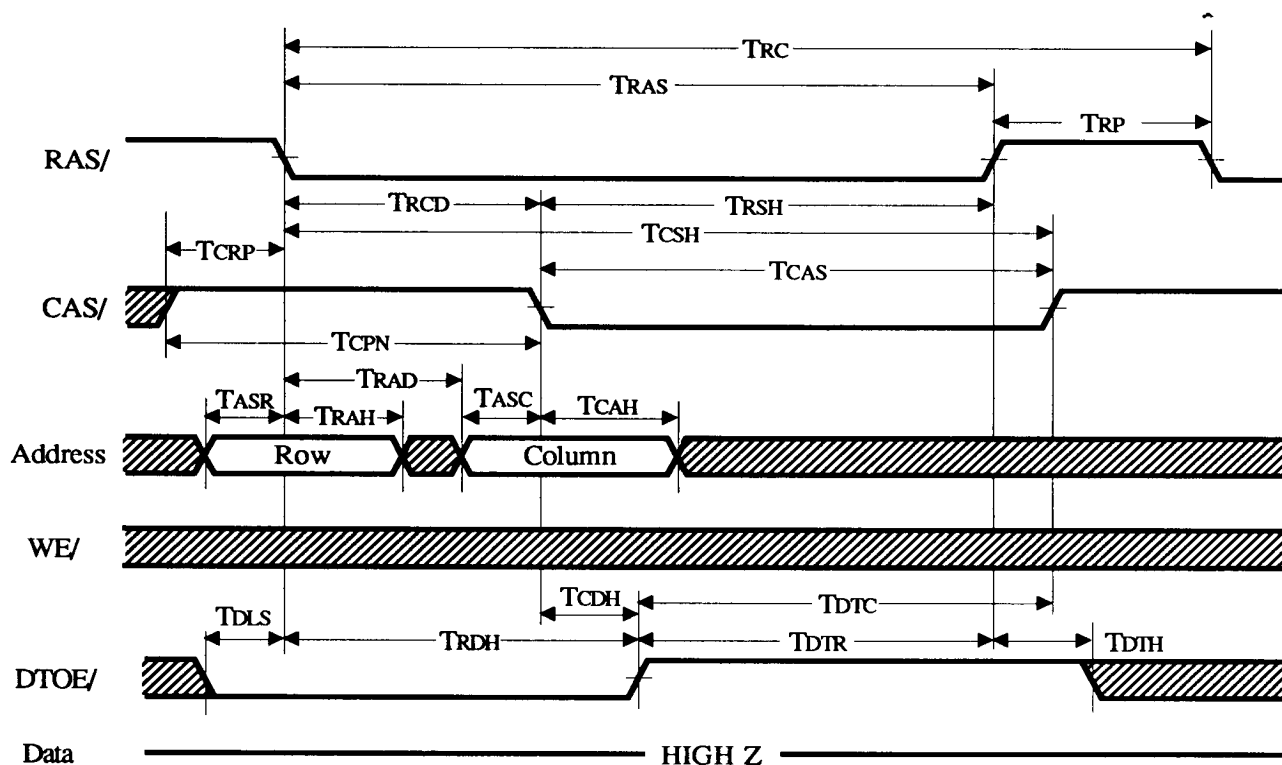 TRC
TRAS
TRP
RAS/
TRCD
TRSH
TCSH
TCRP
TCAS
CAS/
TCPN
TRAD
TASR
TRAH
TASC
TCAH
Address
Row
Column
WE/
TCDH
TDTC
TDLS
TRDH
TDTR
TDTH
DTOE/
Data
HIGH Z